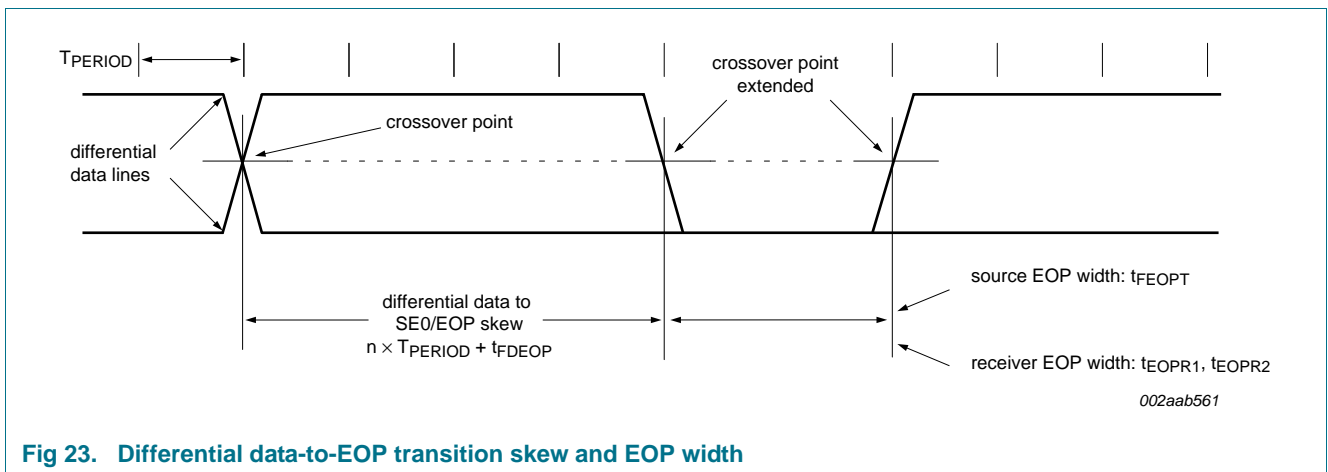 TPERIOD
crossover point
extended
crossover point
differential
data lines
differential data to
SE0/EOP skew
n × TPERIOD + tFDEOP
source EOP width: tFEOPT
receiver EOP width: tEOPR1, tEOPR2
002aab561
Fig 23. Differential data-to-EOP transition skew and EOP width